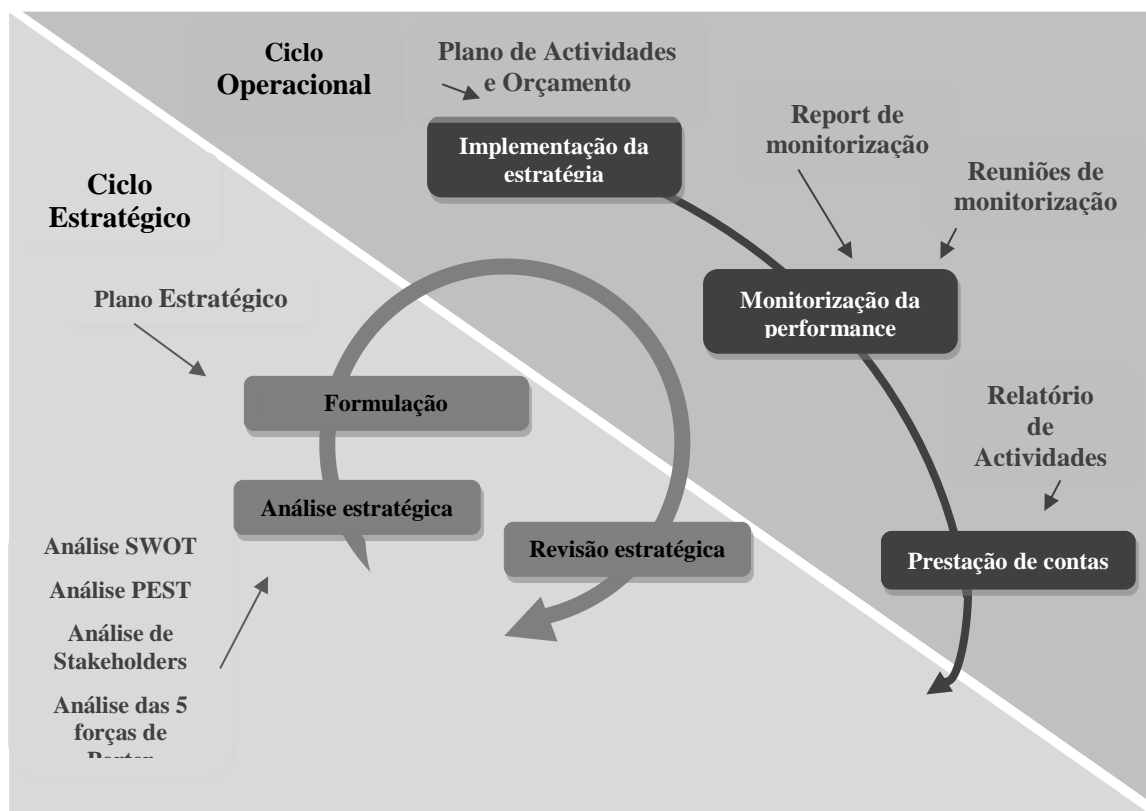 Ciclo
Operacional
Plano de Actividades
e Orçamento
Implementação da
estratégia
Report de
monitorização
Reuniões de
monitorização
Ciclo
Estratégico
Plano Estratégico
Monitorização da
performance
Formulação
Relatório
de
Actividades
Análise estratégica
Revisão estratégica
Prestação de contas
Análise SWOT
Análise PEST
Análise de
Stakeholders
Análise das 5
forças de
Porter